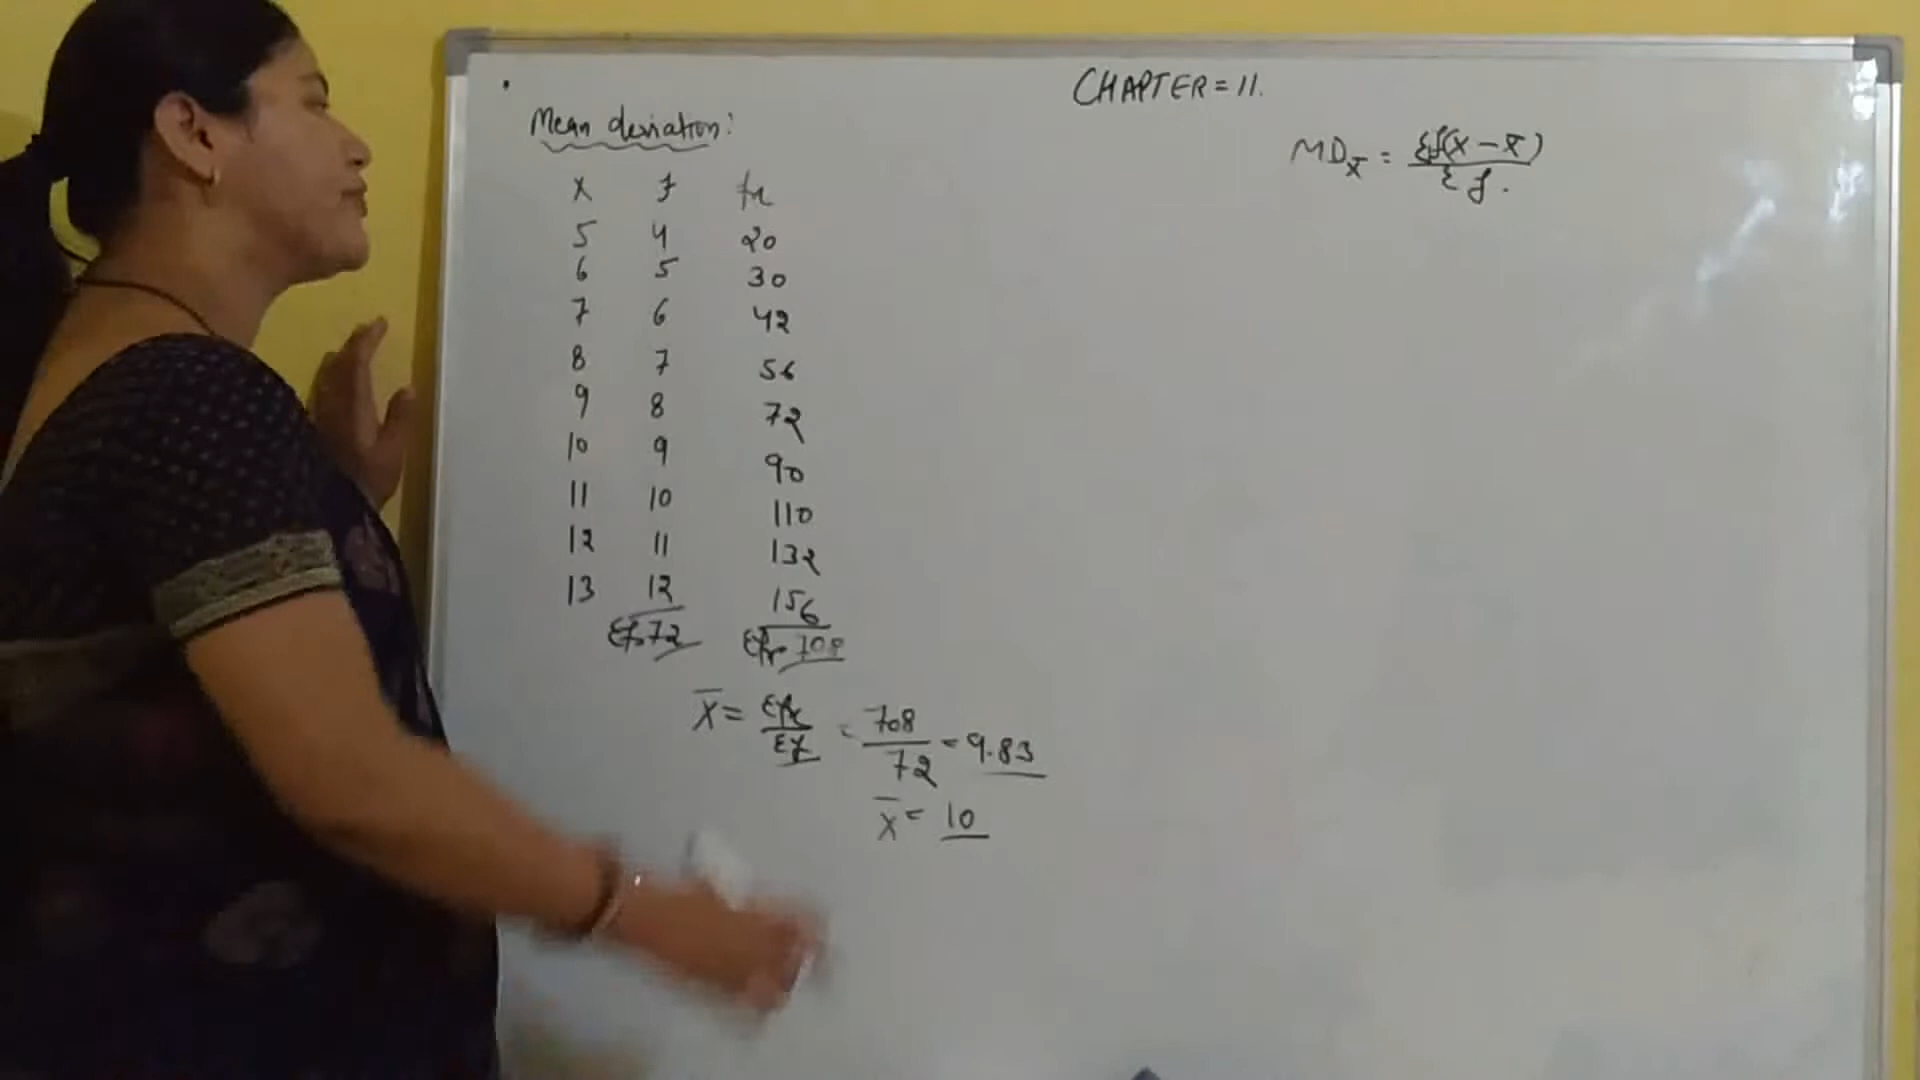 CHAPTER = 11.
Mean deviation:
MDx̄ = Σf(x - x̄) / Σf.
X f fx
5 4 20
6 5 30
7 6 42
8 7 56
9 8 72
10 9 90
11 10 110
12 11 132
13 12 156
Σf=72 Σfx= 708
X̄ = Σfx / Σf = 708 / 72 = 9.83
X̄ = 10